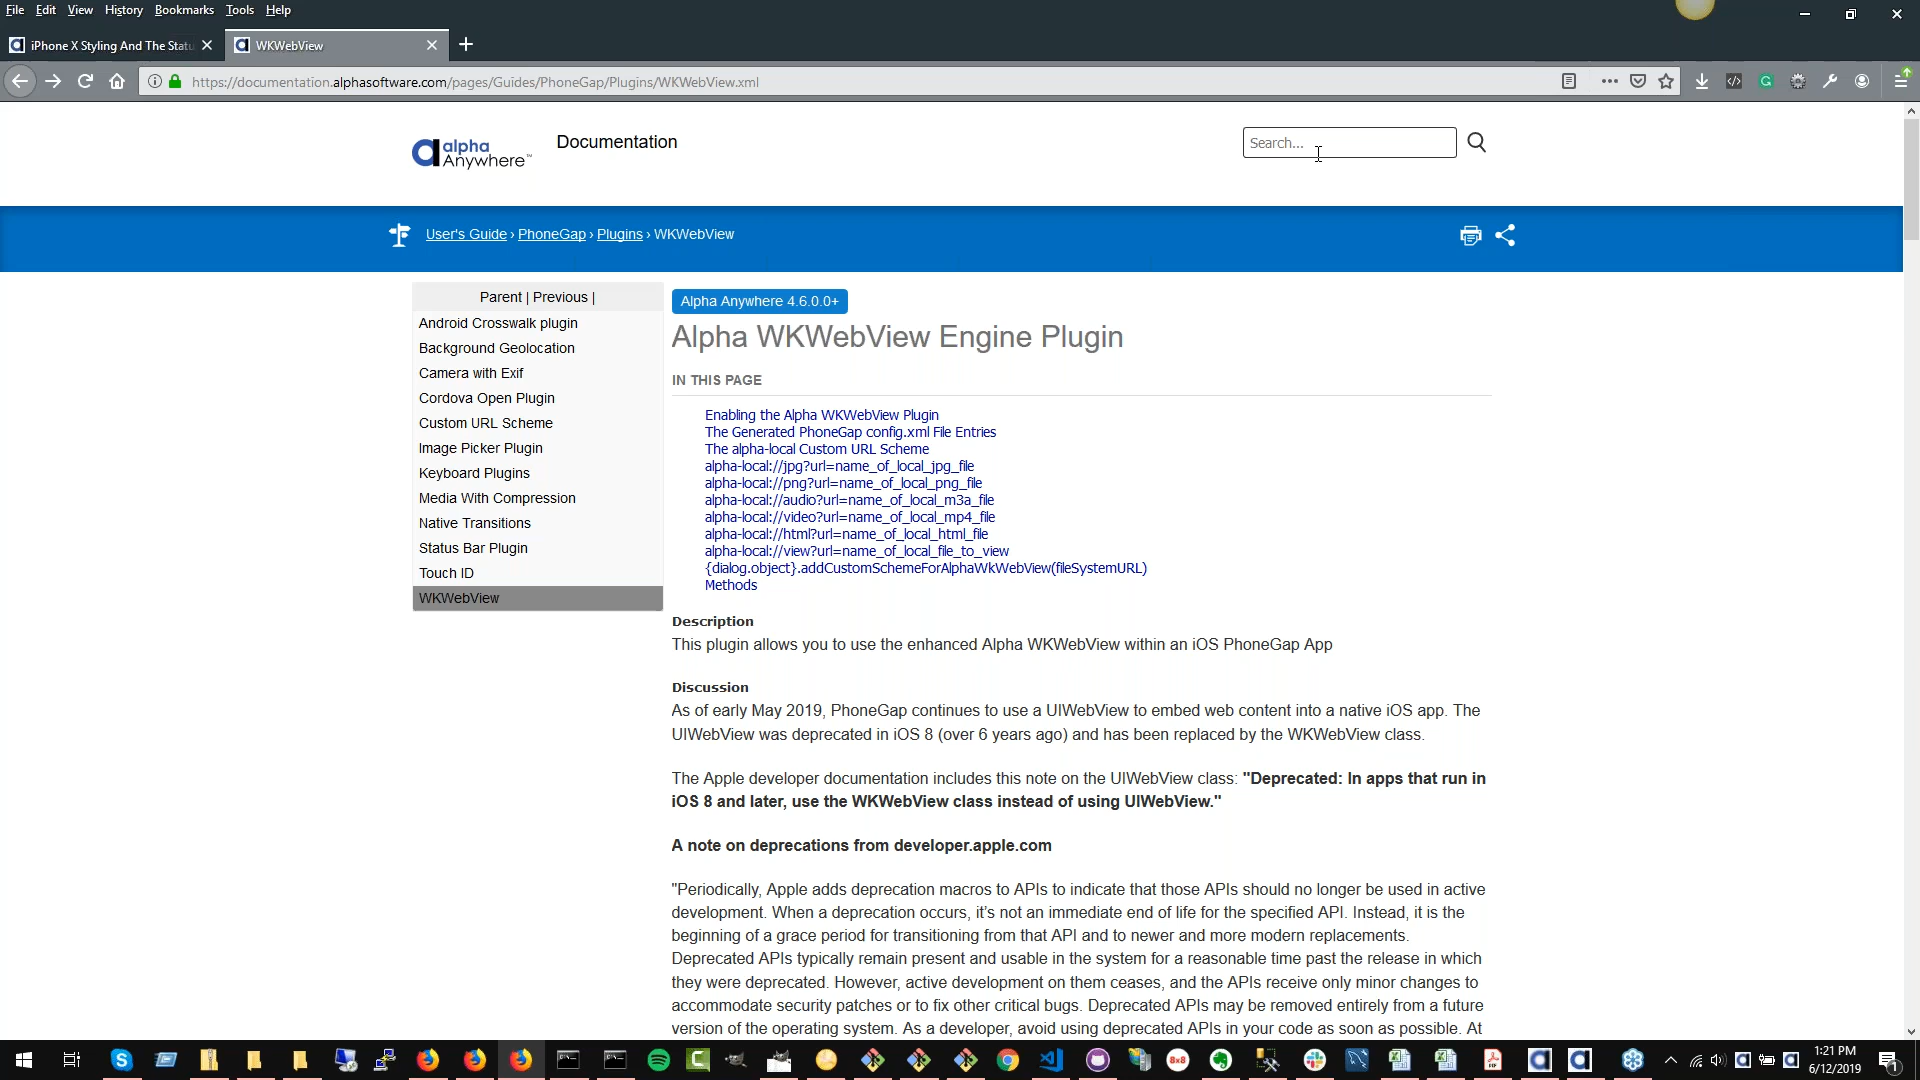 File Edit View History Bookmarks Tools Help
iPhone X Styling And The Statu
WKWebView
https://documentation.alphasoftware.com/pages/Guides/PhoneGap/Plugins/WKWebView.xml
alpha Anywhere™
Documentation
Search...
User's Guide › PhoneGap › Plugins › WKWebView
Parent | Previous |
Android Crosswalk plugin
Background Geolocation
Camera with Exif
Cordova Open Plugin
Custom URL Scheme
Image Picker Plugin
Keyboard Plugins
Media With Compression
Native Transitions
Status Bar Plugin
Touch ID
WKWebView
Alpha Anywhere 4.6.0.0+
Alpha WKWebView Engine Plugin
IN THIS PAGE
Enabling the Alpha WKWebView Plugin
The Generated PhoneGap config.xml File Entries
The alpha-local Custom URL Scheme
alpha-local://jpg?url=name_of_local_jpg_file
alpha-local://png?url=name_of_local_png_file
alpha-local://audio?url=name_of_local_m3a_file
alpha-local://video?url=name_of_local_mp4_file
alpha-local://html?url=name_of_local_html_file
alpha-local://view?url=name_of_local_file_to_view
{dialog.object}.addCustomSchemeForAlphaWkWebView(fileSystemURL)
Methods
Description
This plugin allows you to use the enhanced Alpha WKWebView within an iOS PhoneGap App
Discussion
As of early May 2019, PhoneGap continues to use a UIWebView to embed web content into a native iOS app. The
UIWebView was deprecated in iOS 8 (over 6 years ago) and has been replaced by the WKWebView class.
The Apple developer documentation includes this note on the UIWebView class: "Deprecated: In apps that run in
iOS 8 and later, use the WKWebView class instead of using UIWebView."
A note on deprecations from developer.apple.com
"Periodically, Apple adds deprecation macros to APIs to indicate that those APIs should no longer be used in active
development. When a deprecation occurs, it's not an immediate end of life for the specified API. Instead, it is the
beginning of a grace period for transitioning from that API and to newer and more modern replacements.
Deprecated APIs typically remain present and usable in the system for a reasonable time past the release in which
they were deprecated. However, active development on them ceases, and the APIs receive only minor changes to
accommodate security patches or to fix other critical bugs. Deprecated APIs may be removed entirely from a future
version of the operating system. As a developer, avoid using deprecated APIs in your code as soon as possible. At
8x8
1:21 PM
6/12/2019
1